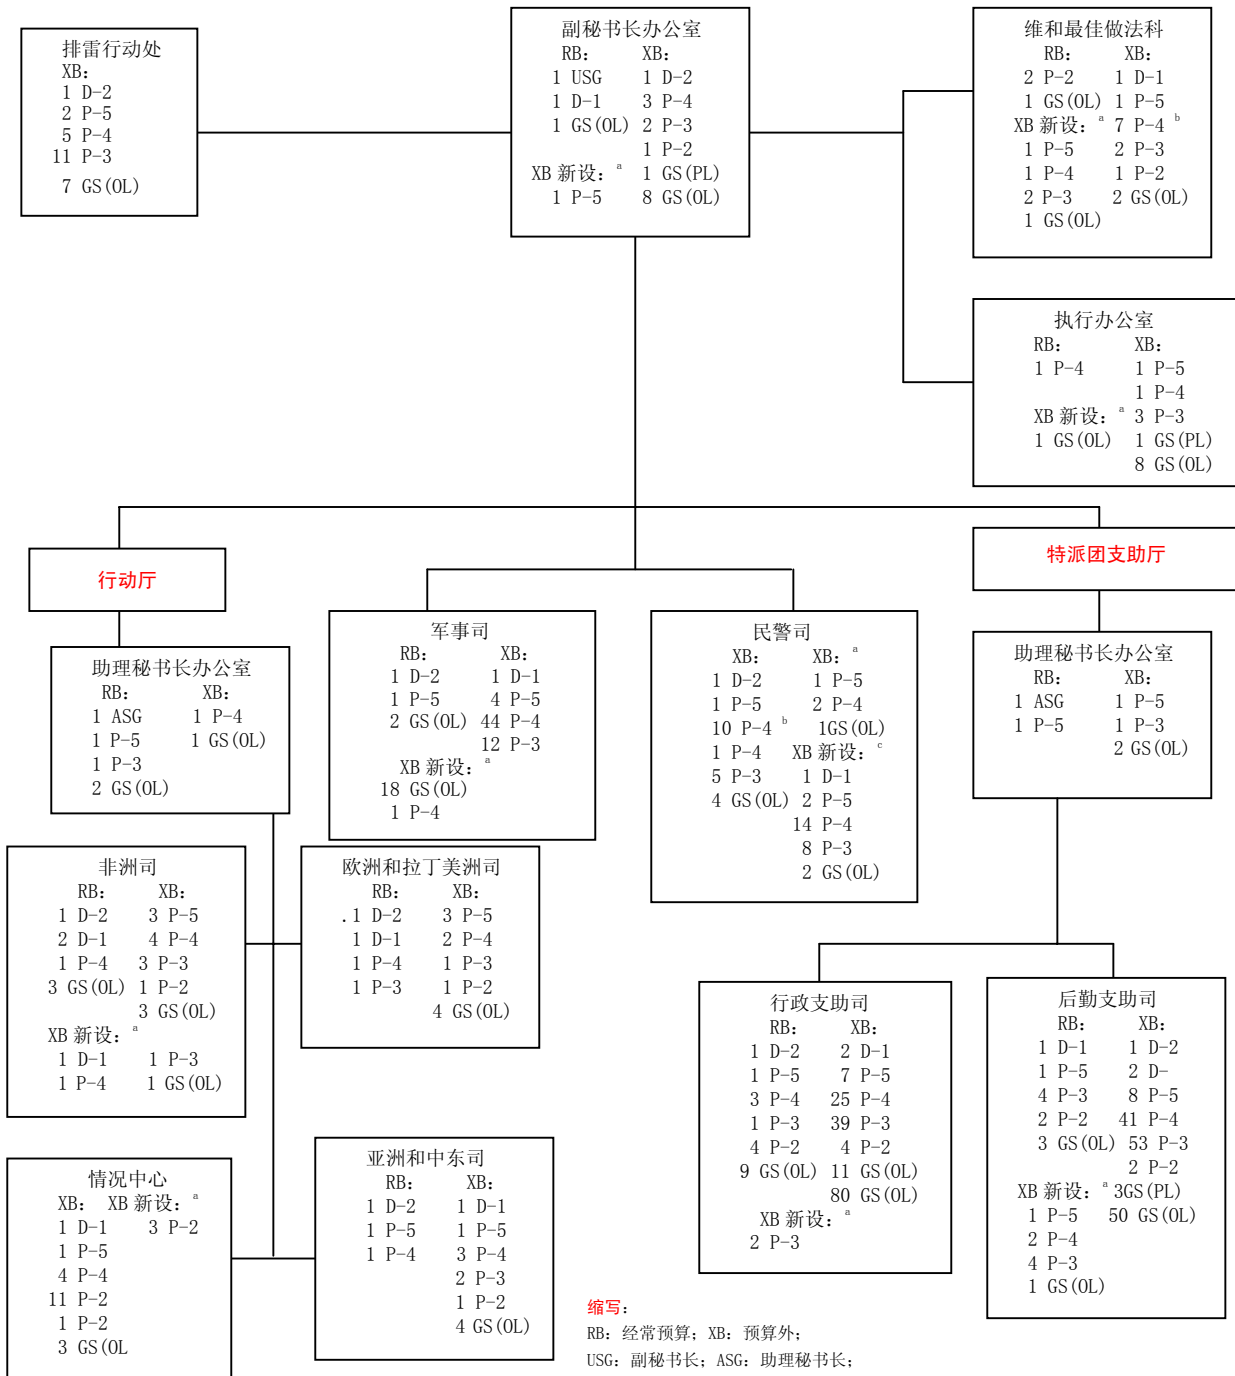 排雷行动处
XB：
1 D-2
2 P-5
5 P-4
11 P-3
7 GS(OL)
副秘书长办公室
RB： XB：
1 USG 1 D-2
1 D-1 3 P-4
1 GS(OL) 2 P-3
1 P-2
XB 新设：a 1 GS(PL)
1 P-5 8 GS(OL)
维和最佳做法科
RB： XB：
2 P-2 1 D-1
1 GS(OL) 1 P-5
XB 新设：a 7 P-4 b
1 P-5 2 P-3
1 P-4 1 P-2
2 P-3 2 GS(OL)
1 GS(OL)
执行办公室
RB： XB：
1 P-4 1 P-5
1 P-4
XB 新设：a 3 P-3
1 GS(OL) 1 GS(PL)
8 GS(OL)
行动厅
特派团支助厅
助理秘书长办公室
RB： XB：
1 ASG 1 P-4
1 P-5 1 GS(OL)
1 P-3
2 GS(OL)
军事司
RB： XB：
1 D-2 1 D-1
1 P-5 4 P-5
2 GS(OL) 44 P-4
12 P-3
XB 新设：a
18 GS(OL)
1 P-4
民警司
XB： XB：a
1 D-2 1 P-5
1 P-5 2 P-4
10 P-4 b 1GS(OL)
1 P-4 XB 新设：c
5 P-3 1 D-1
4 GS(OL) 2 P-5
14 P-4
8 P-3
2 GS(OL)
助理秘书长办公室
RB： XB：
1 ASG 1 P-5
1 P-5 1 P-3
2 GS(OL)
非洲司
RB： XB：
1 D-2 3 P-5
2 D-1 4 P-4
1 P-4 3 P-3
3 GS(OL) 1 P-2
3 GS(OL)
XB 新设：a
1 D-1 1 P-3
1 P-4 1 GS(OL)
欧洲和拉丁美洲司
RB： XB：
.1 D-2 3 P-5
1 D-1 2 P-4
1 P-4 1 P-3
1 P-3 1 P-2
4 GS(OL)
行政支助司
RB： XB：
1 D-2 2 D-1
1 P-5 7 P-5
3 P-4 25 P-4
1 P-3 39 P-3
4 P-2 4 P-2
9 GS(OL) 11 GS(OL)
80 GS(OL)
XB 新设：a
2 P-3
后勤支助司
RB： XB：
1 D-1 1 D-2
1 P-5 2 D-
4 P-3 8 P-5
2 P-2 41 P-4
3 GS(OL) 53 P-3
2 P-2
XB 新设：a 3GS(PL)
1 P-5 50 GS(OL)
2 P-4
4 P-3
1 GS(OL)
情况中心
XB： XB 新设：a
1 D-1 3 P-2
1 P-5
4 P-4
11 P-2
1 P-2
3 GS(OL
亚洲和中东司
RB： XB：
1 D-2 1 D-1
1 P-5 1 P-5
1 P-4 3 P-4
2 P-3
1 P-2
4 GS(OL)
缩写：
RB：经常预算；XB：预算外；
USG：副秘书长；ASG：助理秘书长；